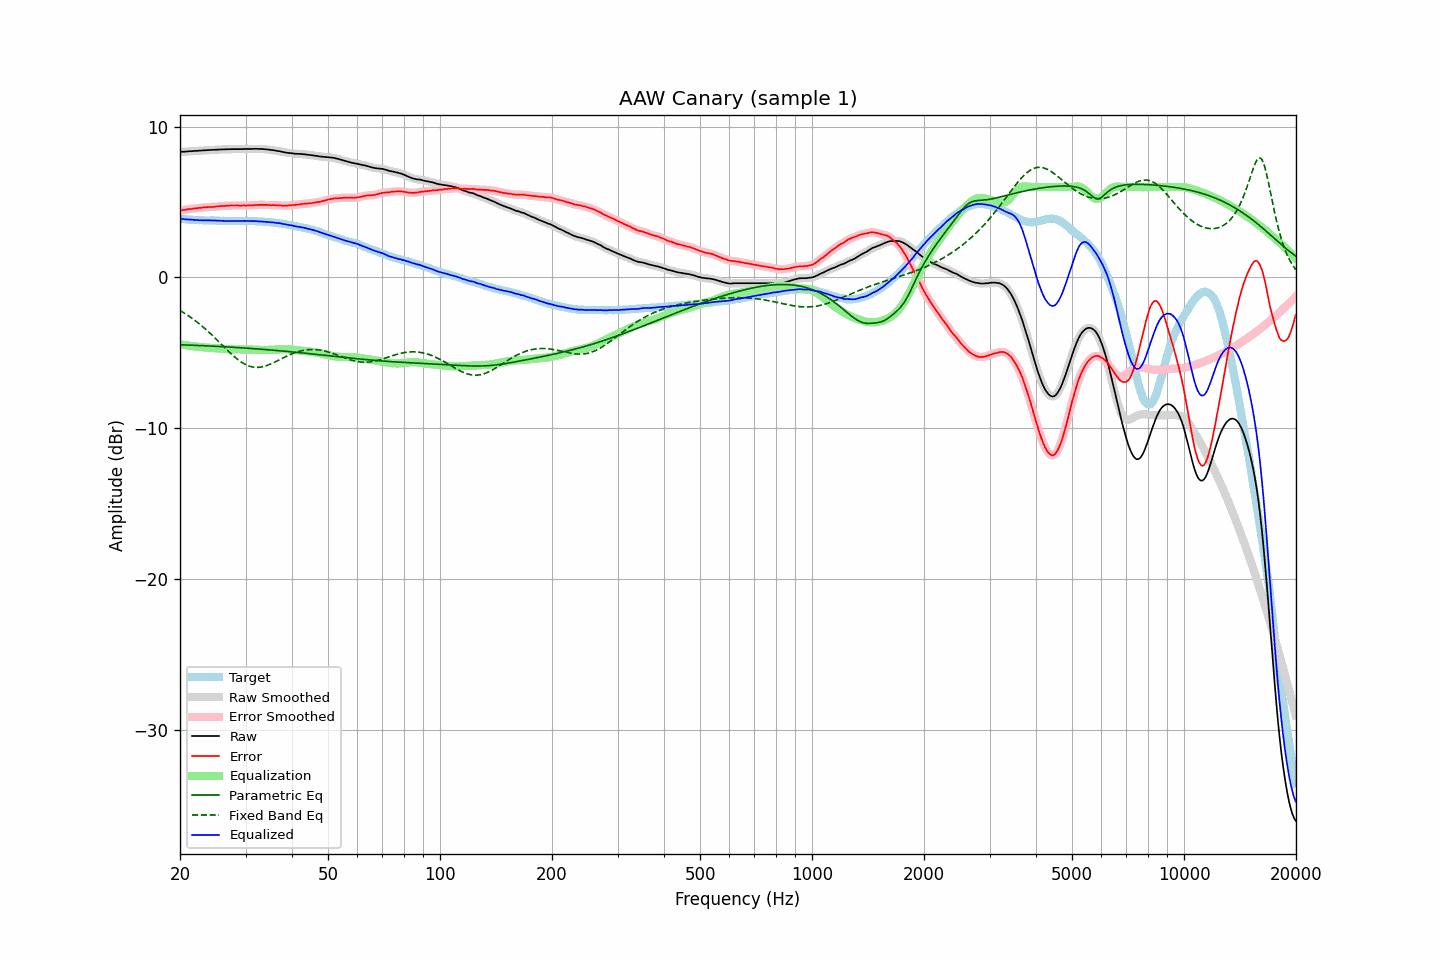 AAW Canary (sample 1)
10
0
−10
−20
−30
Amplitude (dBr)
Target
Raw Smoothed
Error Smoothed
Raw
Error
Equalization
Parametric Eq
Fixed Band Eq
Equalized
20 50 100 200 500 1000 2000 5000 10000 20000
Frequency (Hz)